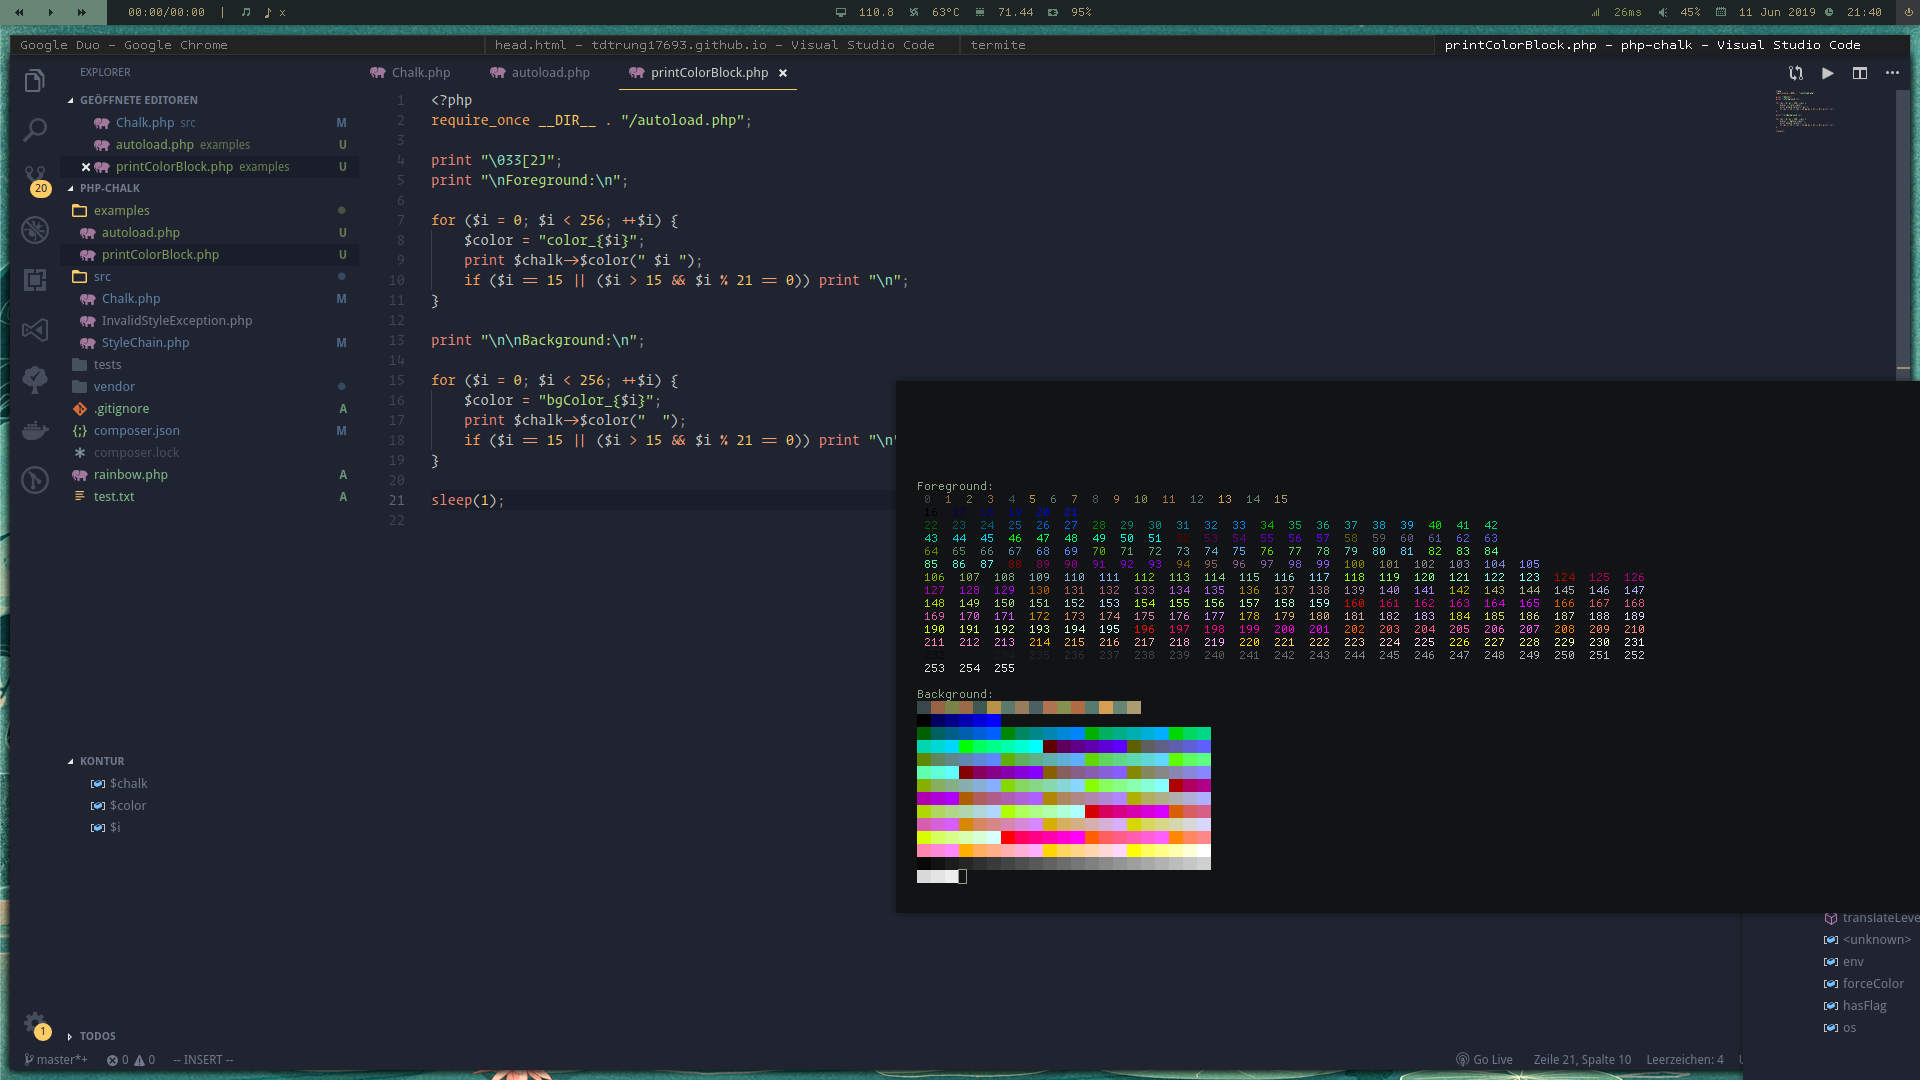 00:00/00:00 | x
110.8 63°C 71.44 95%
26ms 45% 11 Jun 2019 21:40
Google Duo - Google Chrome
head.html - tdtrung17693.github.io - Visual Studio Code
termite
printColorBlock.php - php-chalk - Visual Studio Code
EXPLORER
GEÖFFNETE EDITOREN
Chalk.php src M
autoload.php examples U
printColorBlock.php examples U
PHP-CHALK
examples
autoload.php U
printColorBlock.php U
src
Chalk.php M
InvalidStyleException.php
StyleChain.php M
tests
vendor
.gitignore A
composer.json M
composer.lock
rainbow.php A
test.txt A
20
KONTUR
$chalk
$color
$i
TODOS
1
Chalk.php autoload.php printColorBlock.php
1 <?php
2 require_once __DIR__ . "/autoload.php";
3
4 print "\033[2J";
5 print "\nForeground:\n";
6
7 for ($i = 0; $i < 256; ++$i) {
8 $color = "color_{$i}";
9 print $chalk->$color(" $i ");
10 if ($i == 15 || ($i > 15 && $i % 21 == 0)) print "\n";
11 }
12
13 print "\n\nBackground:\n";
14
15 for ($i = 0; $i < 256; ++$i) {
16 $color = "bgColor_{$i}";
17 print $chalk->$color("  ");
18 if ($i == 15 || ($i > 15 && $i % 21 == 0)) print "\n"
19 }
20
21 sleep(1);
22
Foreground:
0 1 2 3 4 5 6 7 8 9 10 11 12 13 14 15
16 17 18 19 20 21
22 23 24 25 26 27 28 29 30 31 32 33 34 35 36 37 38 39 40 41 42
43 44 45 46 47 48 49 50 51 52 53 54 55 56 57 58 59 60 61 62 63
64 65 66 67 68 69 70 71 72 73 74 75 76 77 78 79 80 81 82 83 84
85 86 87 88 89 90 91 92 93 94 95 96 97 98 99 100 101 102 103 104 105
106 107 108 109 110 111 112 113 114 115 116 117 118 119 120 121 122 123 124 125 126
127 128 129 130 131 132 133 134 135 136 137 138 139 140 141 142 143 144 145 146 147
148 149 150 151 152 153 154 155 156 157 158 159 160 161 162 163 164 165 166 167 168
169 170 171 172 173 174 175 176 177 178 179 180 181 182 183 184 185 186 187 188 189
190 191 192 193 194 195 196 197 198 199 200 201 202 203 204 205 206 207 208 209 210
211 212 213 214 215 216 217 218 219 220 221 222 223 224 225 226 227 228 229 230 231
235 236 237 238 239 240 241 242 243 244 245 246 247 248 249 250 251 252
253 254 255
Background:
translateLeve
<unknown>
env
forceColor
hasFlag
os
master*+ 0 0 -- INSERT --
Go Live Zeile 21, Spalte 10 Leerzeichen: 4